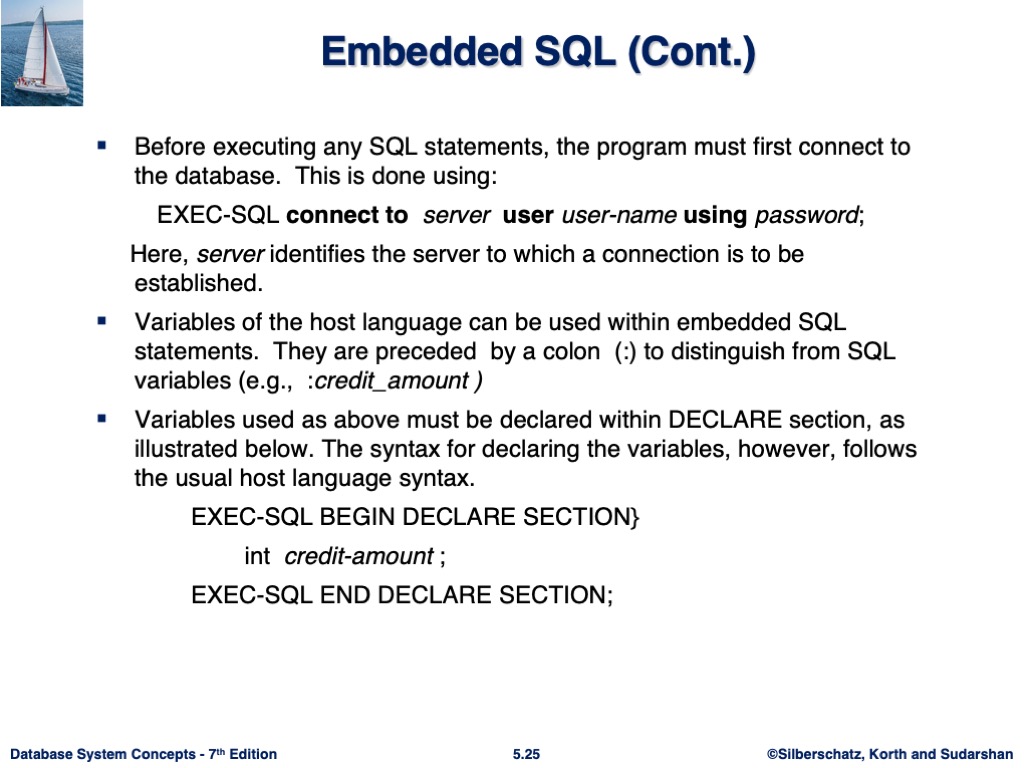 Embedded SQL (Cont.)
▪ Before executing any SQL statements, the program must first connect to
the database.  This is done using:
EXEC-SQL connect to  server  user user-name using password;
Here, server identifies the server to which a connection is to be
established.
▪ Variables of the host language can be used within embedded SQL
statements.  They are preceded  by a colon  (:) to distinguish from SQL
variables (e.g.,  :credit_amount )
▪ Variables used as above must be declared within DECLARE section, as
illustrated below. The syntax for declaring the variables, however, follows
the usual host language syntax.
EXEC-SQL BEGIN DECLARE SECTION}
int  credit-amount ;
EXEC-SQL END DECLARE SECTION;
Database System Concepts - 7th Edition 5.25 ©Silberschatz, Korth and Sudarshan